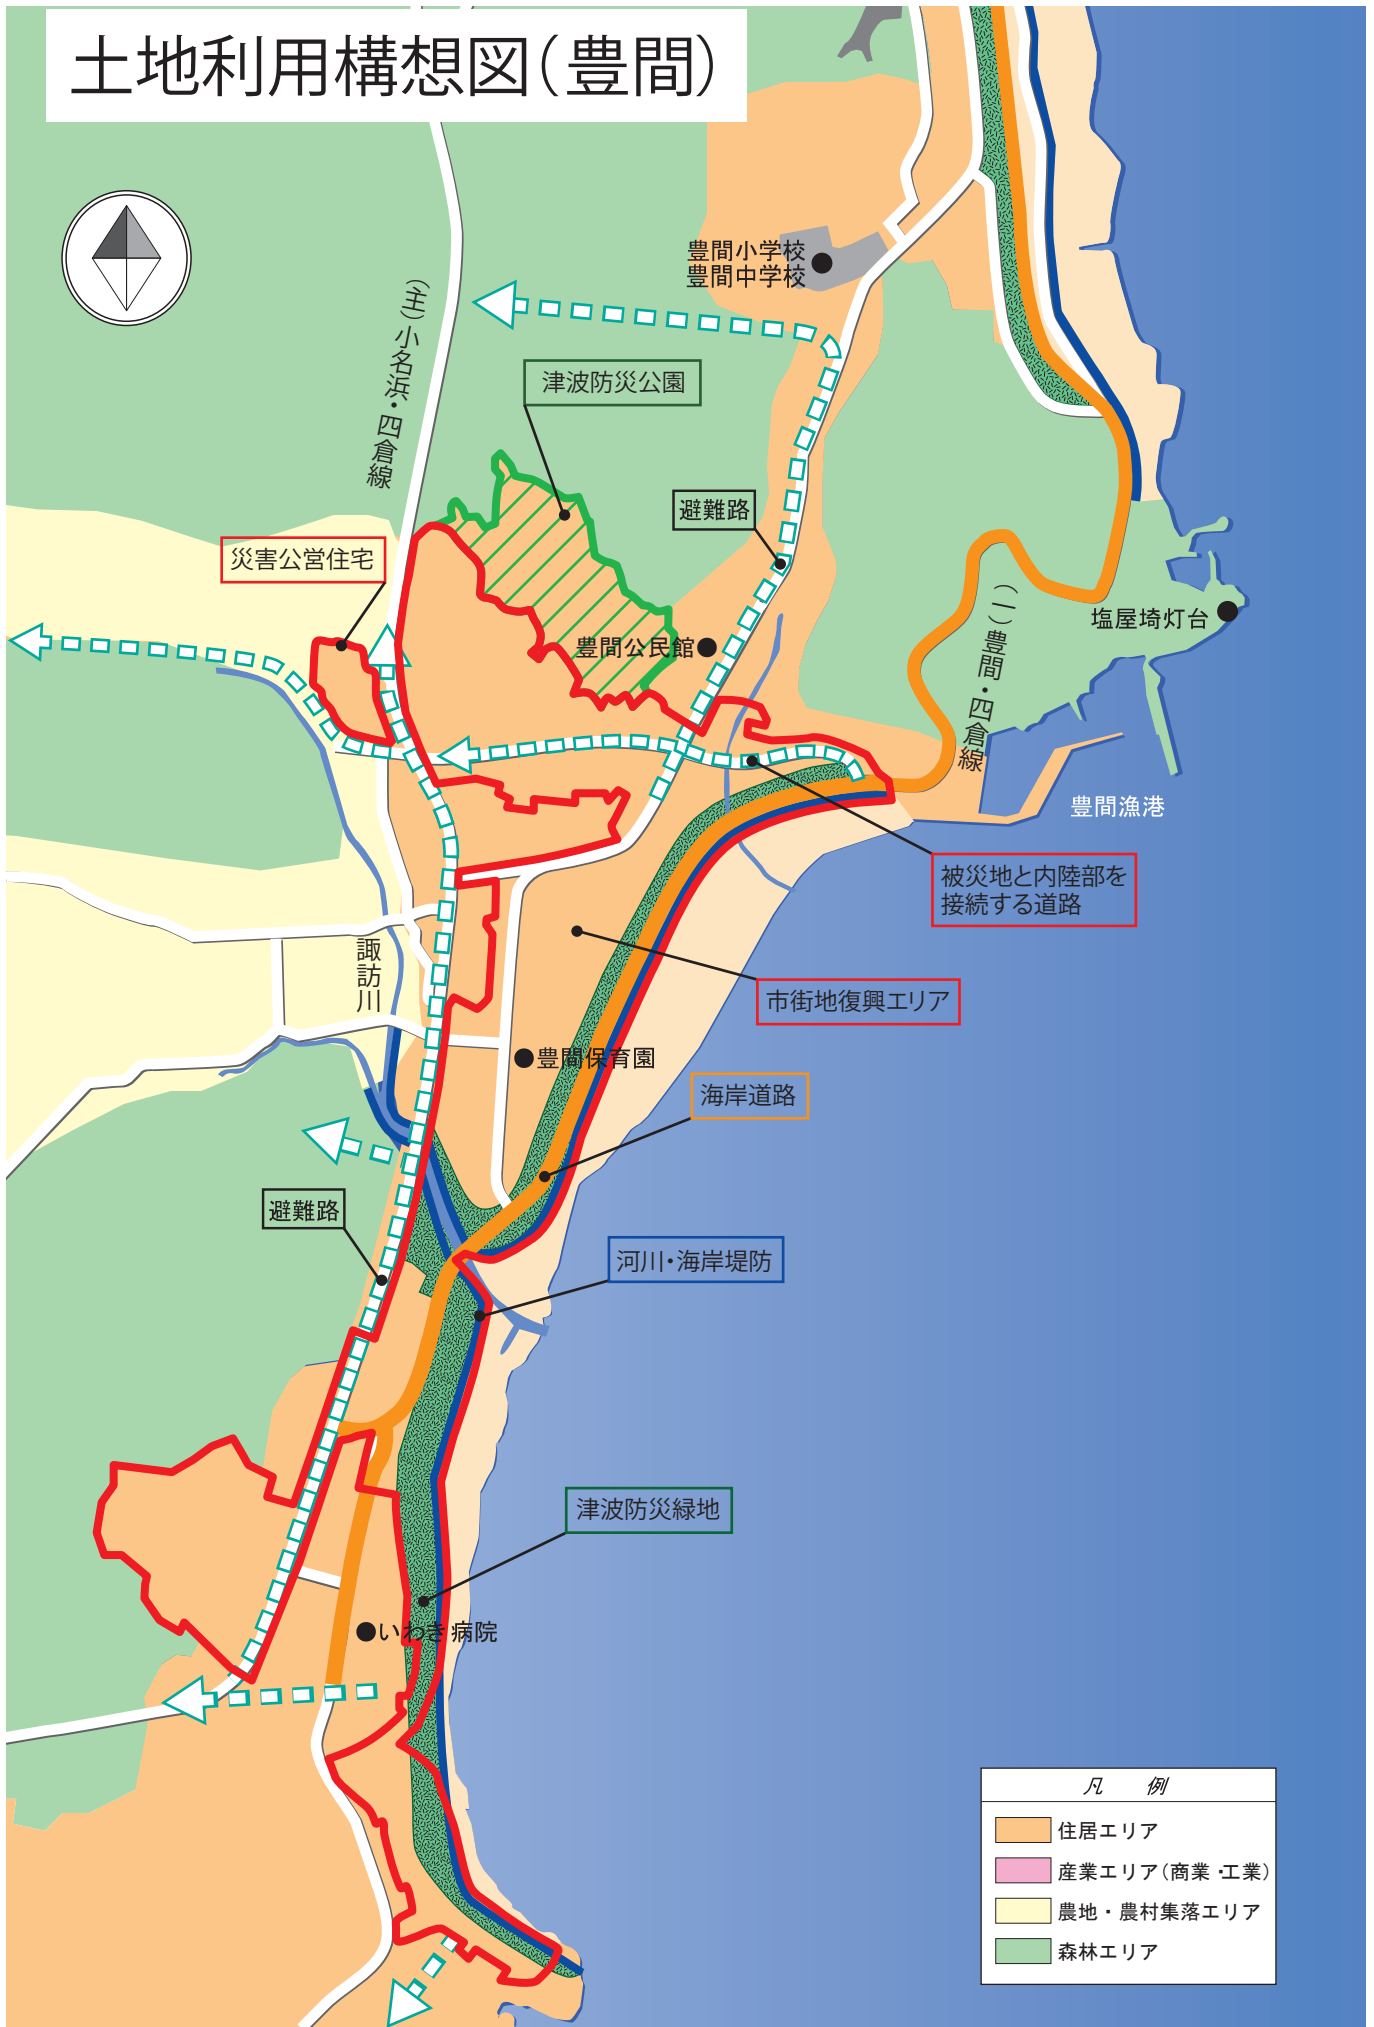 土地利用構想図（豊間）
豊間小学校
豊間中学校
（主）小名浜・四倉線
津波防災公園
避難路
災害公営住宅
豊間公民館
（一）豊間・四倉線
塩屋埼灯台
豊間漁港
被災地と内陸部を
接続する道路
諏訪川
市街地復興エリア
豊間保育園
海岸道路
避難路
河川・海岸堤防
津波防災緑地
いわき病院
凡 例
住居エリア
産業エリア（商業・工業）
農地・農村集落エリア
森林エリア